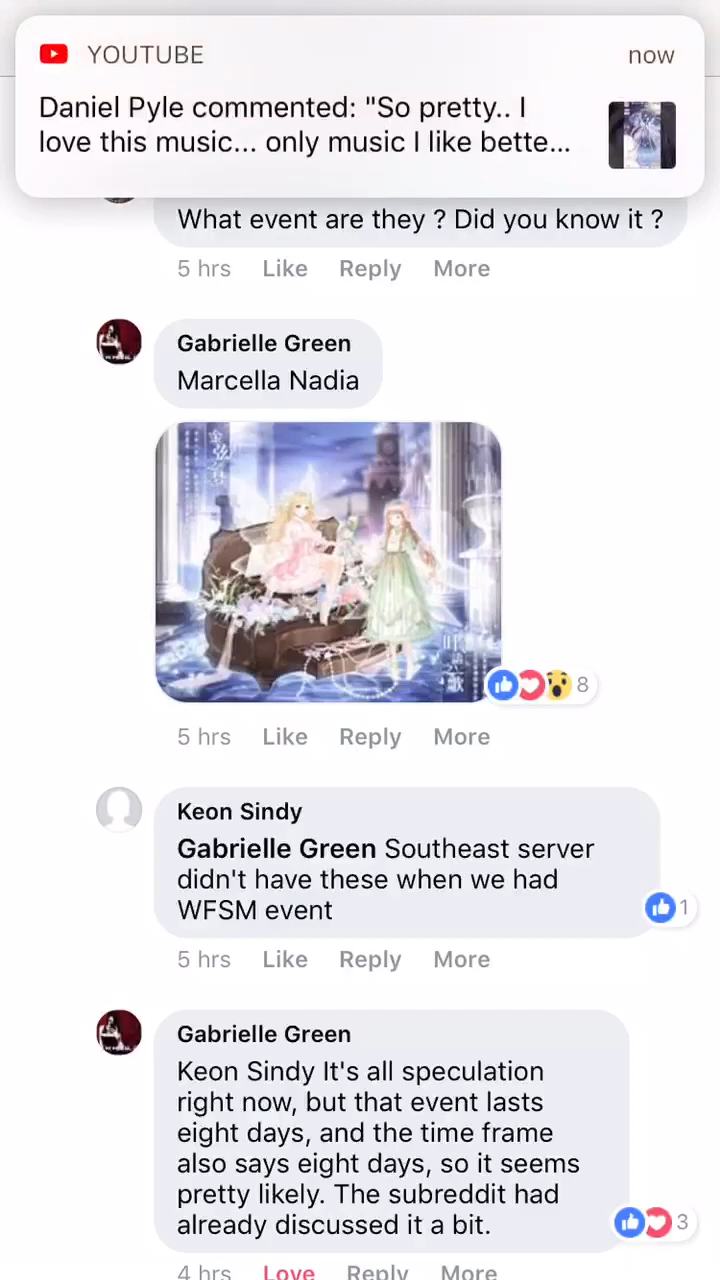 YOUTUBE
now
Daniel Pyle commented: "So pretty.. I
love this music... only music I like bette...
What event are they ? Did you know it ?
5 hrs Like Reply More
Gabrielle Green
Marcella Nadia
8
5 hrs Like Reply More
Keon Sindy
Gabrielle Green Southeast server
didn't have these when we had
WFSM event
1
5 hrs Like Reply More
Gabrielle Green
Keon Sindy It's all speculation
right now, but that event lasts
eight days, and the time frame
also says eight days, so it seems
pretty likely. The subreddit had
already discussed it a bit.
3
4 hrs Love Reply More